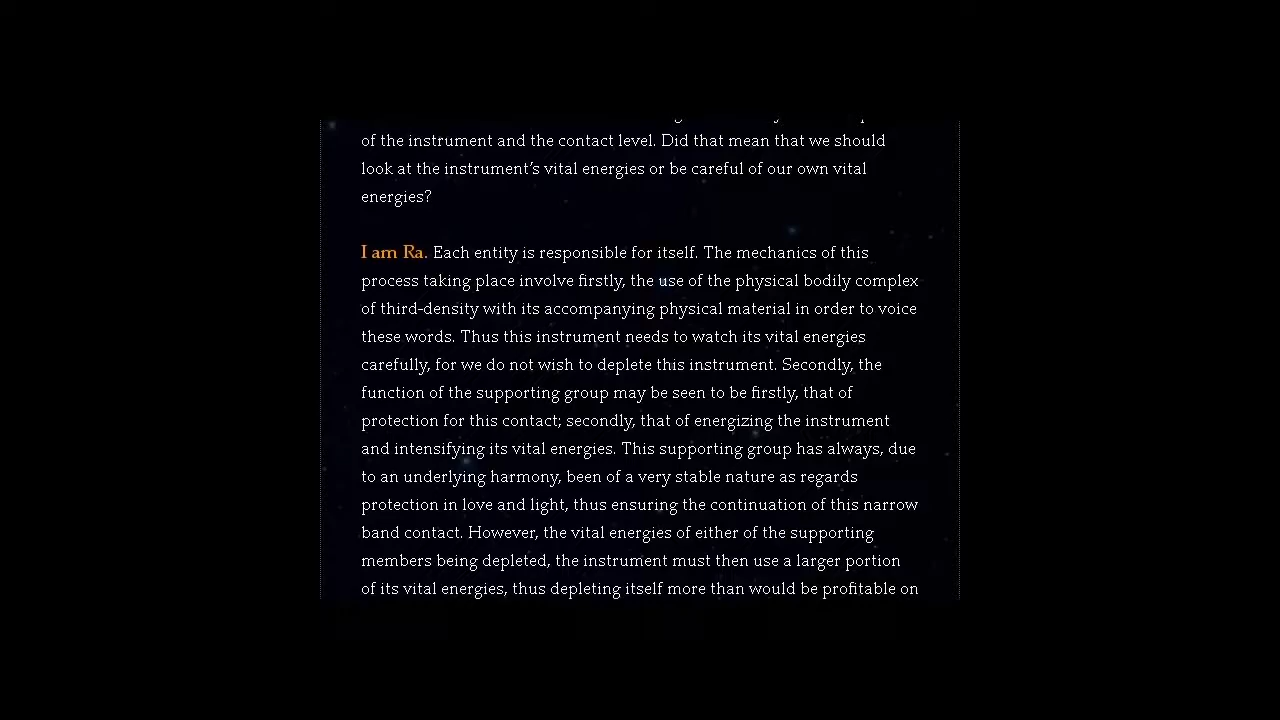 of the instrument and the contact level. Did that mean that we should
look at the instrument's vital energies or be careful of our own vital
energies?
I am Ra. Each entity is responsible for itself. The mechanics of this
process taking place involve firstly, the use of the physical bodily complex
of third-density with its accompanying physical material in order to voice
these words. Thus this instrument needs to watch its vital energies
carefully, for we do not wish to deplete this instrument. Secondly, the
function of the supporting group may be seen to be firstly, that of
protection for this contact; secondly, that of energizing the instrument
and intensifying its vital energies. This supporting group has always, due
to an underlying harmony, been of a very stable nature as regards
protection in love and light, thus ensuring the continuation of this narrow
band contact. However, the vital energies of either of the supporting
members being depleted, the instrument must then use a larger portion
of its vital energies, thus depleting itself more than would be profitable on